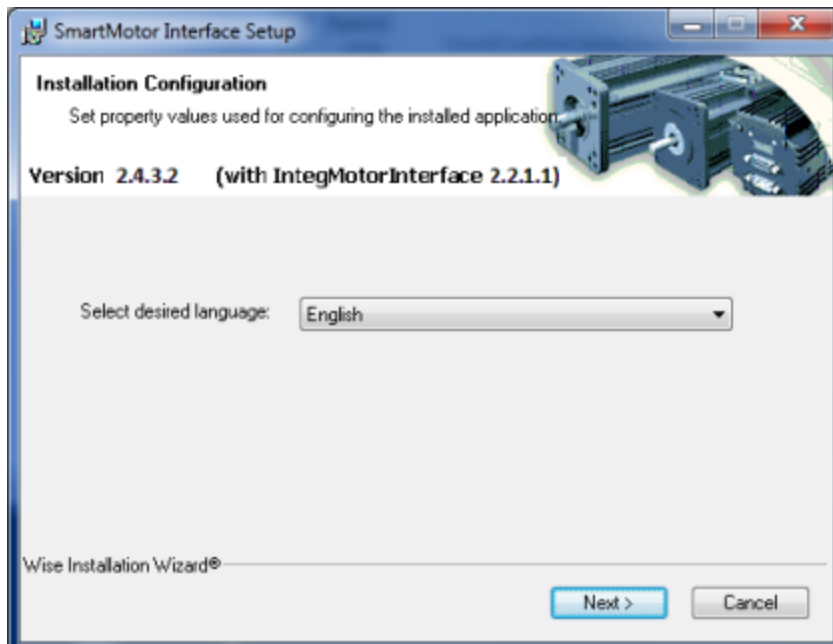 SmartMotor Interface Setup
Installation Configuration
Set property values used for configuring the installed application.
Version 2.4.3.2 (with IntegMotorInterface 2.2.1.1)
Select desired language: English
Wise Installation Wizard®
Next > Cancel